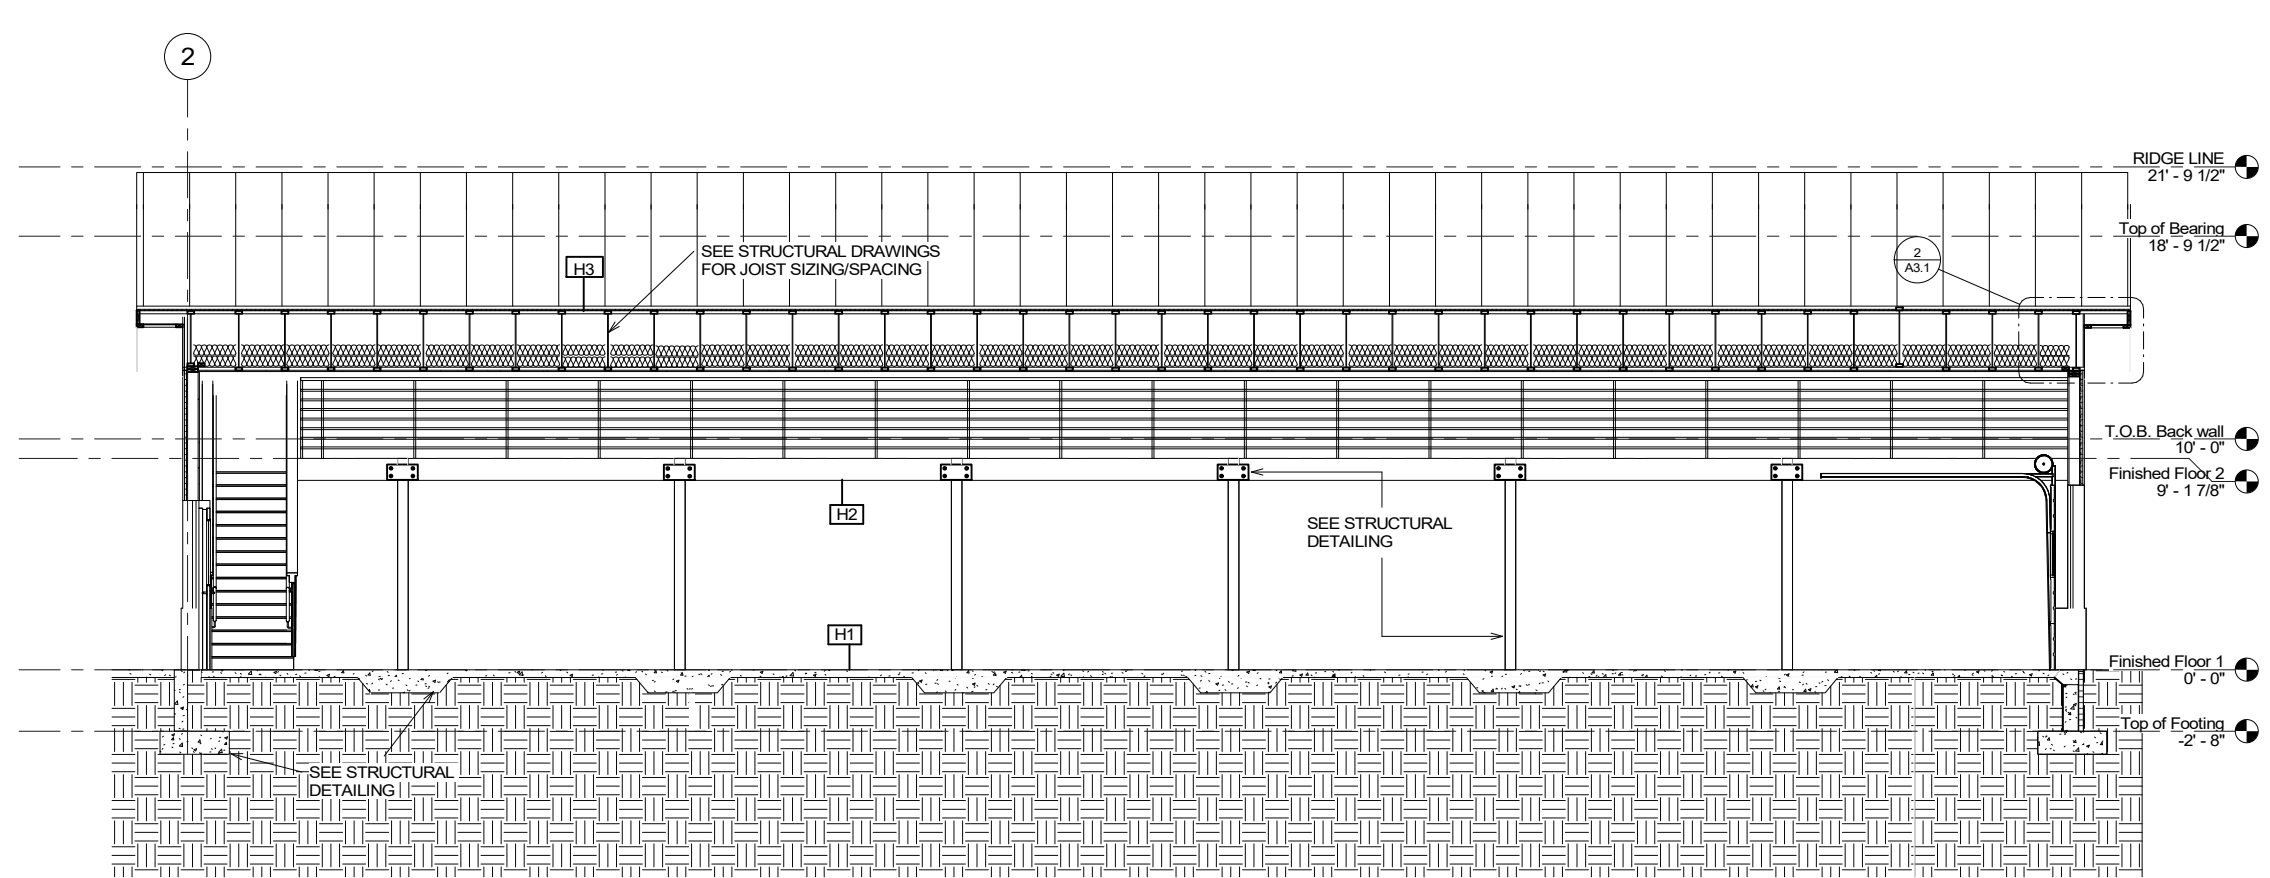 2
RIDGE LINE
21' - 9 1/2"
Top of Bearing
18' - 9 1/2"
2
A3.1
SEE STRUCTURAL DRAWINGS
FOR JOIST SIZING/SPACING
H3
T.O.B. Back wall
10' - 0"
Finished Floor 2
9' - 1 7/8"
H2
SEE STRUCTURAL
DETAILING
H1
Finished Floor 1
0' - 0"
Top of Footing
-2' - 8"
SEE STRUCTURAL
DETAILING